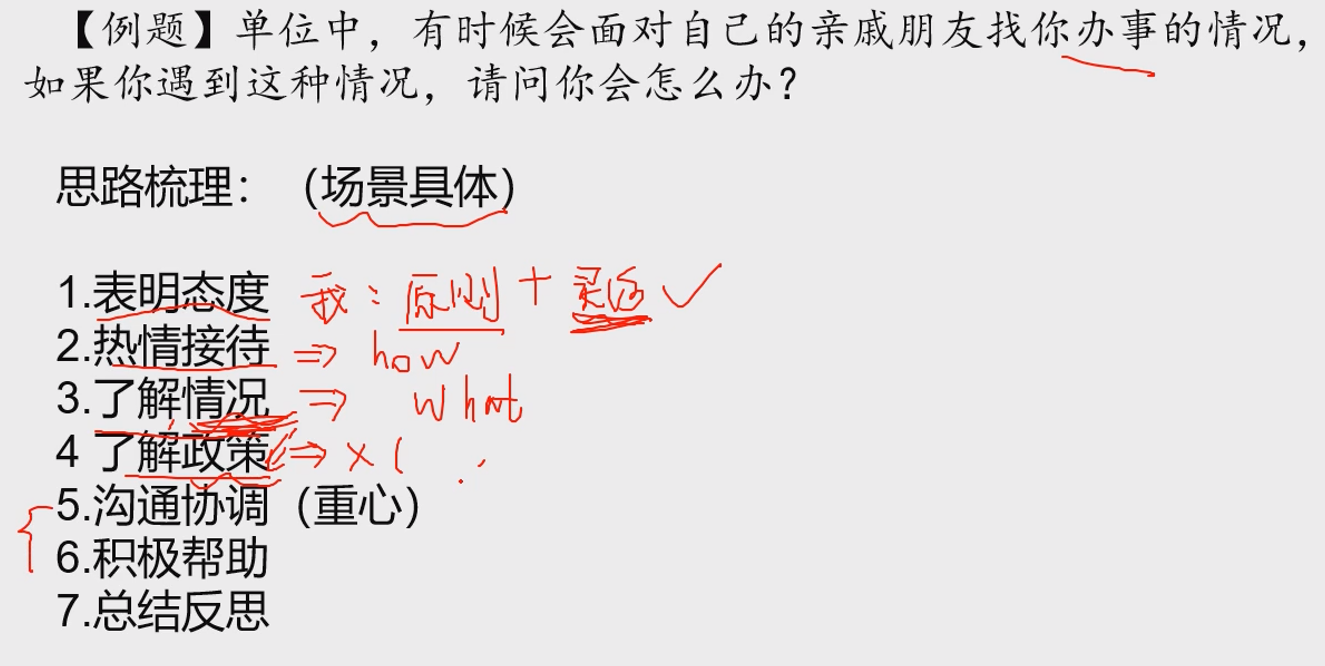 【例题】单位中，有时候会面对自己的亲戚朋友找你办事的情况，
如果你遇到这种情况，请问你会怎么办？
思路梳理：（场景具体）
1.表明态度 我：原则＋灵活 ✓
2.热情接待 ⇒ how
3.了解情况 ⇒ what
4 了解政策 ⇒ × (
5.沟通协调（重心）
6.积极帮助
7.总结反思